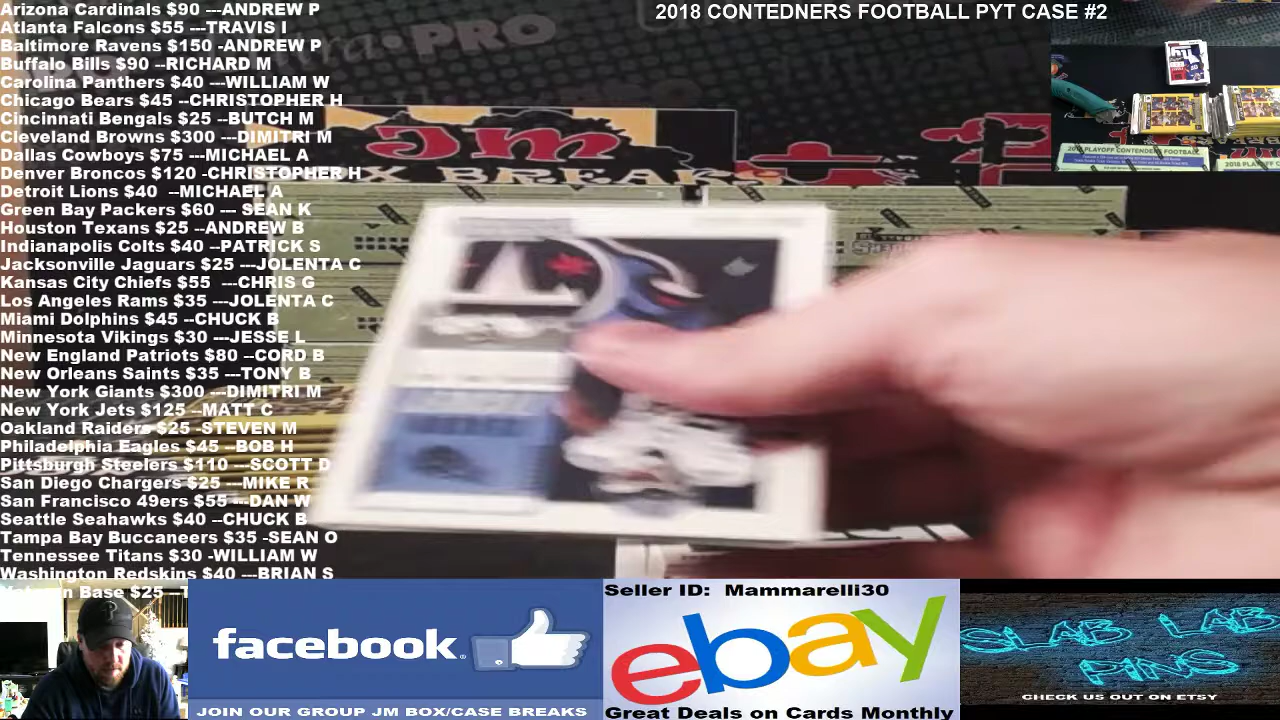 Arizona Cardinals $90 ---ANDREW P
Atlanta Falcons $55 ---TRAVIS I
Baltimore Ravens $150 -ANDREW P
Buffalo Bills $90 --RICHARD M
Carolina Panthers $40 ---WILLIAM W
Chicago Bears $45 --CHRISTOPHER H
Cincinnati Bengals $25 --BUTCH M
Cleveland Browns $300 ---DIMITRI M
Dallas Cowboys $75 ---MICHAEL A
Denver Broncos $120 -CHRISTOPHER H
Detroit Lions $40 --MICHAEL A
Green Bay Packers $60 --- SEAN K
Houston Texans $25 --ANDREW B
Indianapolis Colts $40 --PATRICK S
Jacksonville Jaguars $25 ---JOLENTA C
Kansas City Chiefs $55 ---CHRIS G
Los Angeles Rams $35 ---JOLENTA C
Miami Dolphins $45 --CHUCK B
Minnesota Vikings $30 ---JESSE L
New England Patriots $80 --CORD B
New Orleans Saints $35 ---TONY B
New York Giants $300 ---DIMITRI M
New York Jets $125 --MATT C
Oakland Raiders $25 -STEVEN M
Philadelphia Eagles $45 --BOB H
Pittsburgh Steelers $110 ---SCOTT D
San Diego Chargers $25 ---MIKE R
San Francisco 49ers $55 ---DAN W
Seattle Seahawks $40 --CHUCK B
Tampa Bay Buccaneers $35 -SEAN O
Tennessee Titans $30 -WILLIAM W
Washington Redskins $40 ---BRIAN S
Base $25 --T
2018 CONTEDNERS FOOTBALL PYT CASE #2
PRO
JM
BREAKS
2018 PLAYOFF CONTENDERS FOOTBALL
2018 PLAYOFF C
facebook
JOIN OUR GROUP JM BOX/CASE BREAKS
Seller ID: Mammarelli30
ebay
Great Deals on Cards Monthly
SLAB LAB
PINS
CHECK US OUT ON ETSY